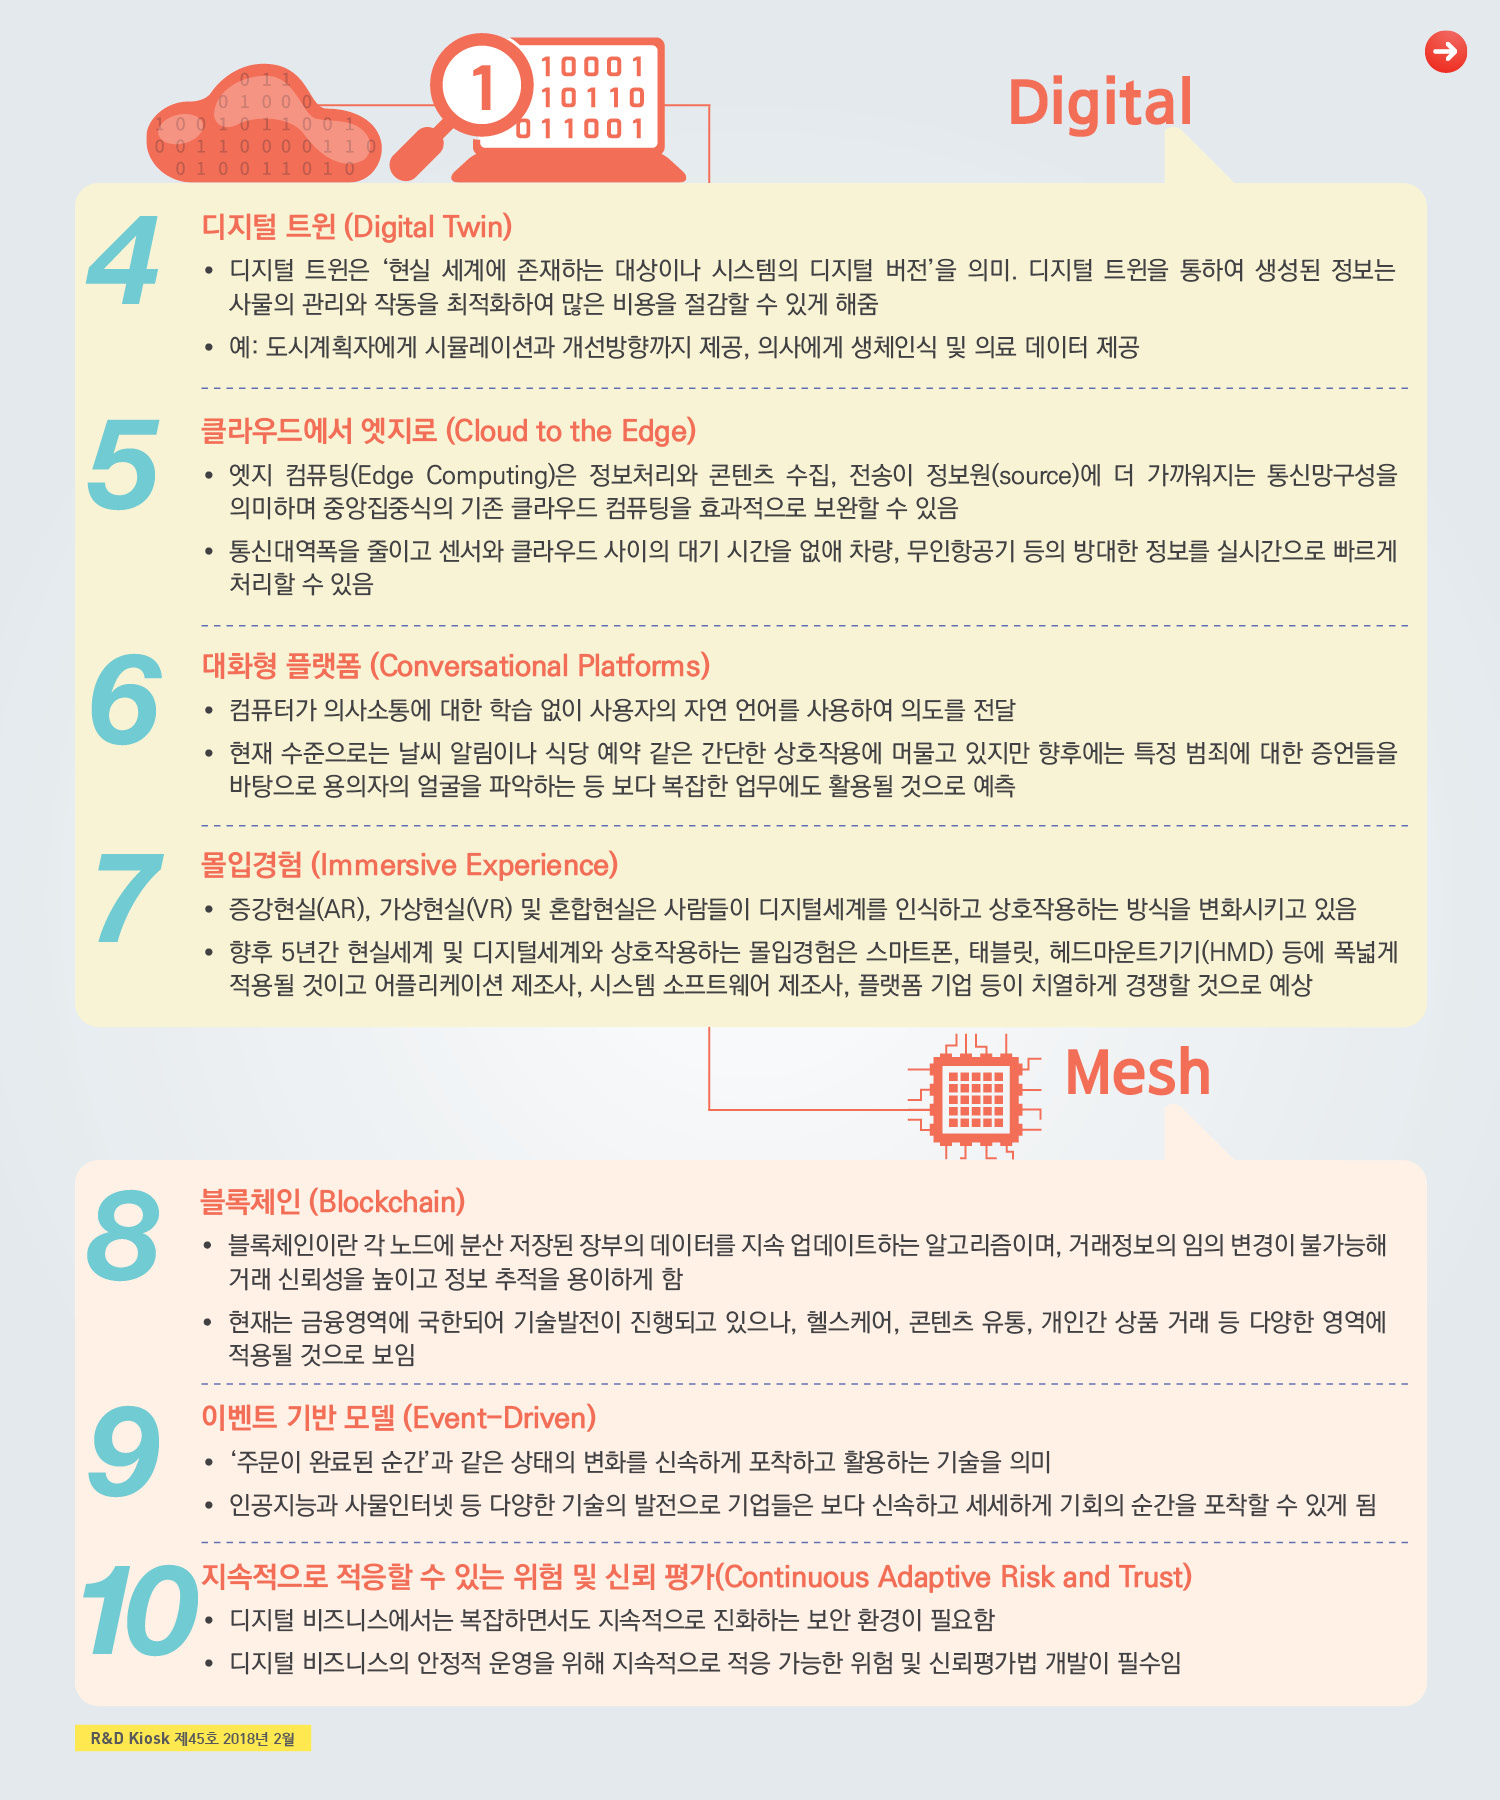 011
01000
10010110001
00110000110
010011010
1
10001
10110
011001
Digital
4
디지털 트윈 (Digital Twin)
• 디지털 트윈은 ‘현실 세계에 존재하는 대상이나 시스템의 디지털 버전’을 의미. 디지털 트윈을 통하여 생성된 정보는
사물의 관리와 작동을 최적화하여 많은 비용을 절감할 수 있게 해줌
• 예: 도시계획자에게 시뮬레이션과 개선방향까지 제공, 의사에게 생체인식 및 의료 데이터 제공
5
클라우드에서 엣지로 (Cloud to the Edge)
• 엣지 컴퓨팅(Edge Computing)은 정보처리와 콘텐츠 수집, 전송이 정보원(source)에 더 가까워지는 통신망구성을
의미하며 중앙집중식의 기존 클라우드 컴퓨팅을 효과적으로 보완할 수 있음
• 통신대역폭을 줄이고 센서와 클라우드 사이의 대기 시간을 없애 차량, 무인항공기 등의 방대한 정보를 실시간으로 빠르게
처리할 수 있음
6
대화형 플랫폼 (Conversational Platforms)
• 컴퓨터가 의사소통에 대한 학습 없이 사용자의 자연 언어를 사용하여 의도를 전달
• 현재 수준으로는 날씨 알림이나 식당 예약 같은 간단한 상호작용에 머물고 있지만 향후에는 특정 범죄에 대한 증언들을
바탕으로 용의자의 얼굴을 파악하는 등 보다 복잡한 업무에도 활용될 것으로 예측
7
몰입경험 (Immersive Experience)
• 증강현실(AR), 가상현실(VR) 및 혼합현실은 사람들이 디지털세계를 인식하고 상호작용하는 방식을 변화시키고 있음
• 향후 5년간 현실세계 및 디지털세계와 상호작용하는 몰입경험은 스마트폰, 태블릿, 헤드마운트기기(HMD) 등에 폭넓게
적용될 것이고 어플리케이션 제조사, 시스템 소프트웨어 제조사, 플랫폼 기업 등이 치열하게 경쟁할 것으로 예상
Mesh
8
블록체인 (Blockchain)
• 블록체인이란 각 노드에 분산 저장된 장부의 데이터를 지속 업데이트하는 알고리즘이며, 거래정보의 임의 변경이 불가능해
거래 신뢰성을 높이고 정보 추적을 용이하게 함
• 현재는 금융영역에 국한되어 기술발전이 진행되고 있으나, 헬스케어, 콘텐츠 유통, 개인간 상품 거래 등 다양한 영역에
적용될 것으로 보임
9
이벤트 기반 모델 (Event-Driven)
• ‘주문이 완료된 순간’과 같은 상태의 변화를 신속하게 포착하고 활용하는 기술을 의미
• 인공지능과 사물인터넷 등 다양한 기술의 발전으로 기업들은 보다 신속하고 세세하게 기회의 순간을 포착할 수 있게 됨
10
지속적으로 적응할 수 있는 위험 및 신뢰 평가(Continuous Adaptive Risk and Trust)
• 디지털 비즈니스에서는 복잡하면서도 지속적으로 진화하는 보안 환경이 필요함
• 디지털 비즈니스의 안정적 운영을 위해 지속적으로 적응 가능한 위험 및 신뢰평가법 개발이 필수임
R&D Kiosk 제45호 2018년 2월